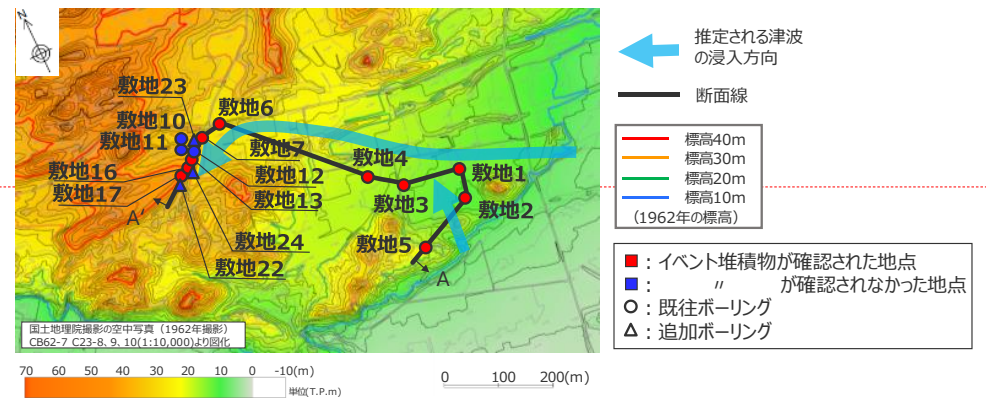 N
敷地23
敷地6
敷地10
敷地11
敷地7
敷地4
敷地1
敷地16
敷地12
敷地3
敷地17
敷地13
敷地2
A'
敷地24
敷地5
敷地22
A
国土地理院撮影の空中写真（1962年撮影）
CB62-7 C23-8、9、10(1:10,000)より図化
70 60 50 40 30 20 10 0 -10(m)
単位(T.P.m)
0 100 200(m)
推定される津波
の浸入方向
断面線
標高40m
標高30m
標高20m
標高10m
（1962年の標高）
：イベント堆積物が確認された地点
： 〃 が確認されなかった地点
：既往ボーリング
：追加ボーリング